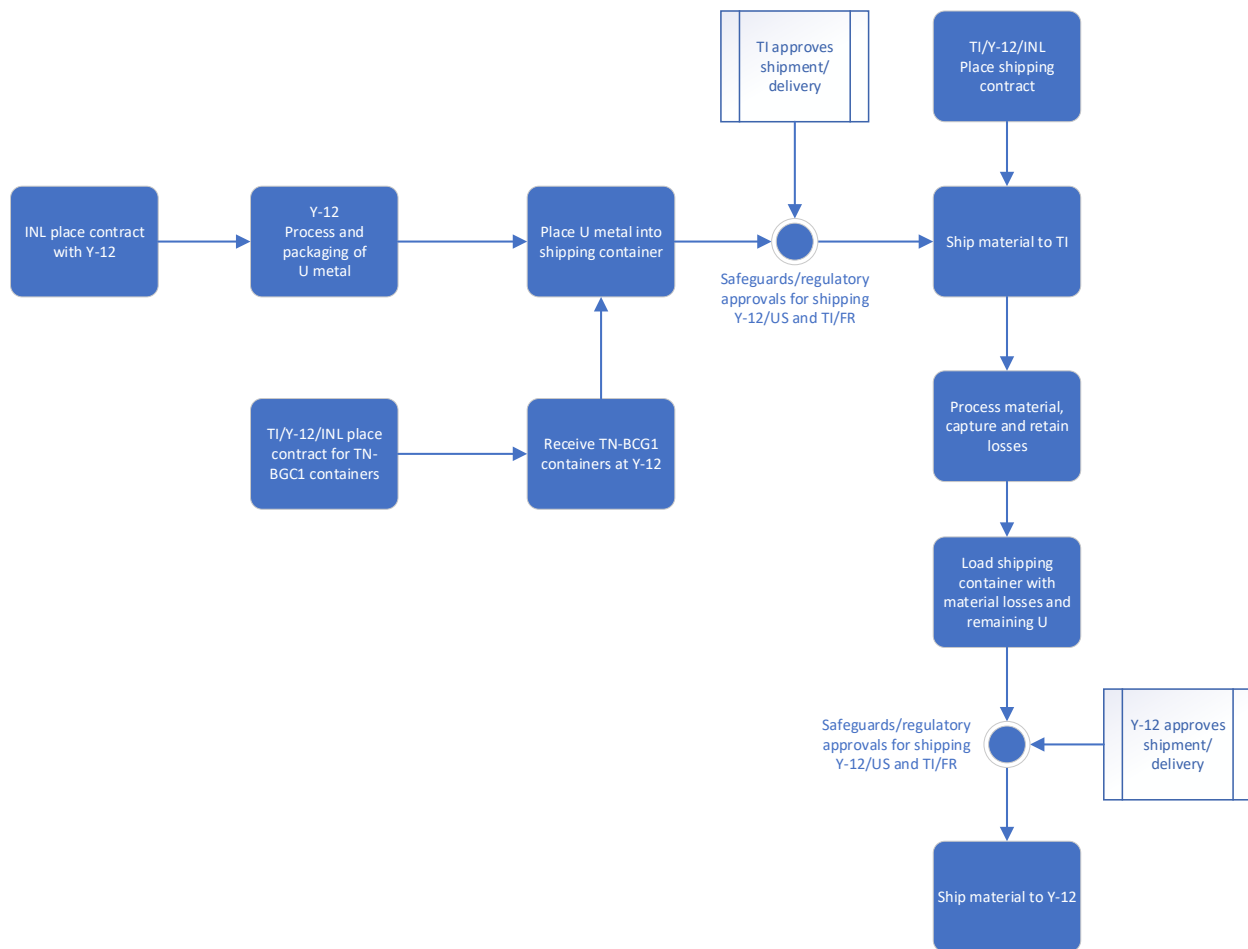 TI approves
shipment/
delivery
TI/Y-12/INL
Place shipping
contract
INL place contract
with Y-12
Y-12
Process and
packaging of
U metal
Place U metal into
shipping container
Safeguards/regulatory
approvals for shipping
Y-12/US and TI/FR
Ship material to TI
TI/Y-12/INL place
contract for TN-
BGC1 containers
Receive TN-BCG1
containers at Y-12
Process material,
capture and retain
losses
Load shipping
container with
material losses and
remaining U
Safeguards/regulatory
approvals for shipping
Y-12/US and TI/FR
Y-12 approves
shipment/
delivery
Ship material to Y-12